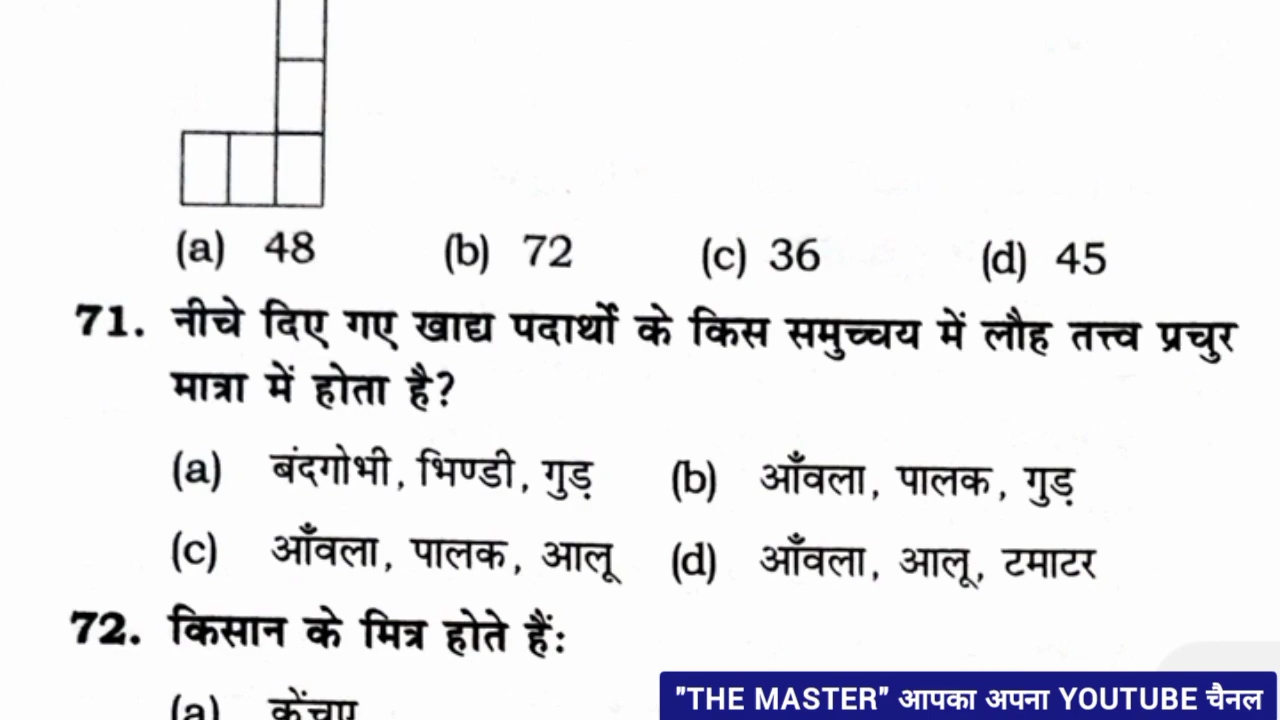 (a) 48 (b) 72 (c) 36 (d) 45
71. नीचे दिए गए खाद्य पदार्थों के किस समुच्चय में लौह तत्त्व प्रचुर
मात्रा में होता है?
(a) बंदगोभी, भिण्डी, गुड़ (b) आँवला, पालक, गुड़
(c) आँवला, पालक, आलू (d) आँवला, आलू, टमाटर
72. किसान के मित्र होते हैं:
(a) केंचुए
"THE MASTER" आपका अपना YOUTUBE चैनल